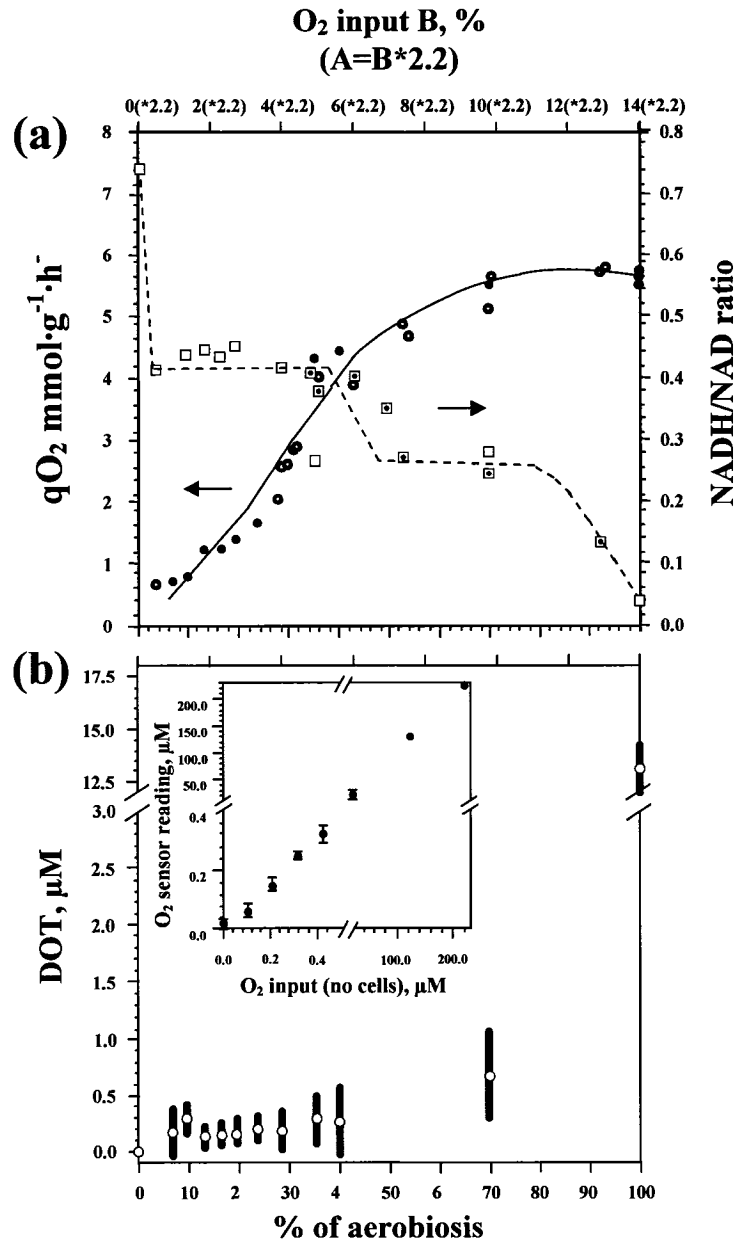 O₂ input B, %
(A=B*2.2)
0(*2.2) 2(*2.2) 4(*2.2) 6(*2.2) 8(*2.2) 10(*2.2) 12(*2.2) 14(*2.2)
(a)
8 0.8
7 0.7
6 0.6
5 0.5
4 0.4
3 0.3
2 0.2
1 0.1
0 0.0
qO₂ mmol·g⁻¹·h⁻
NADH/NAD ratio
(b)
17.5
12.5
3.0
2.5
2.0
1.5
1.0
0.5
0.0
DOT, µM
O₂ sensor reading, µM
200.0
150.0
100.0
50.0
0.4
0.2
0.0
0.0 0.2 0.4 100.0 200.0
O₂ input (no cells), µM
0 10 2 30 4 50 60 70 80 90 100
% of aerobiosis